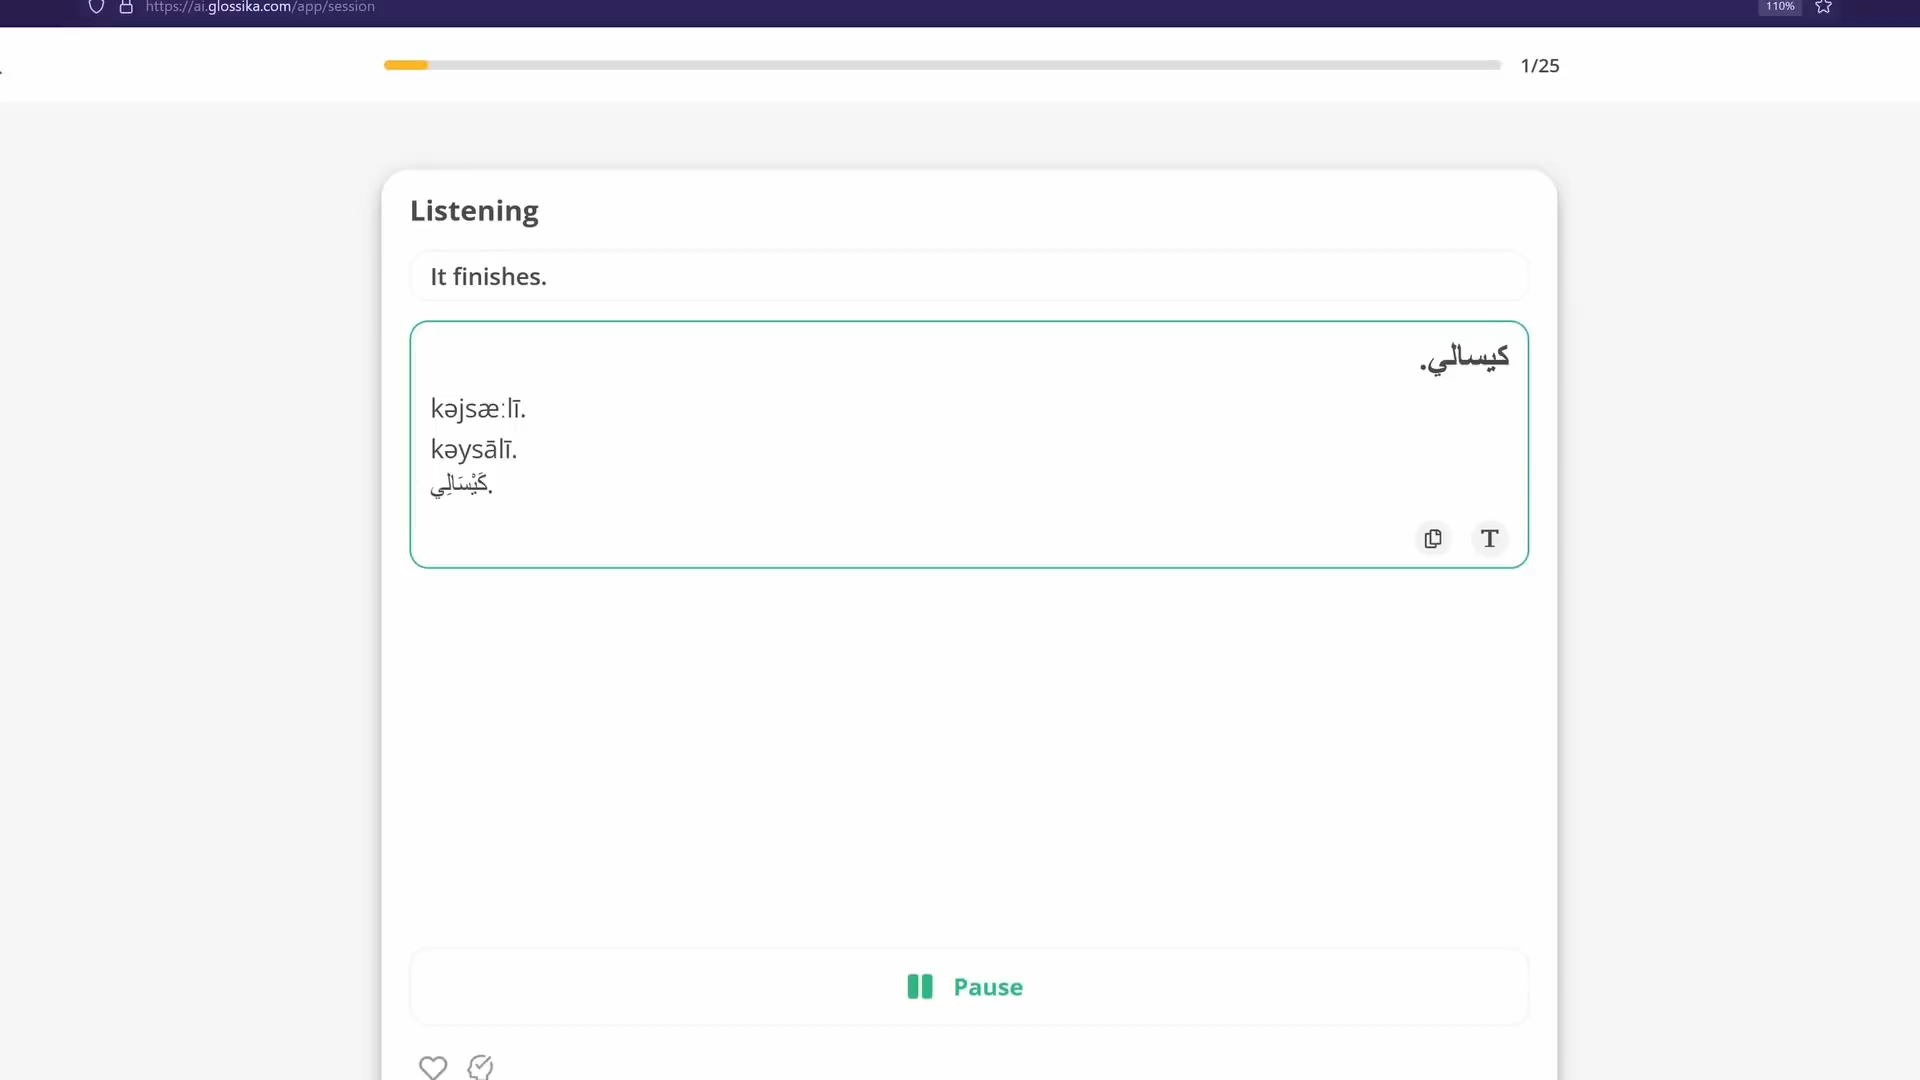 https://ai.glossika.com/app/session
110%
1/25
Listening
It finishes.
كيسالي.
kəjsæːlī.
kəysālī.
كَيْسَالِي.
T
Pause